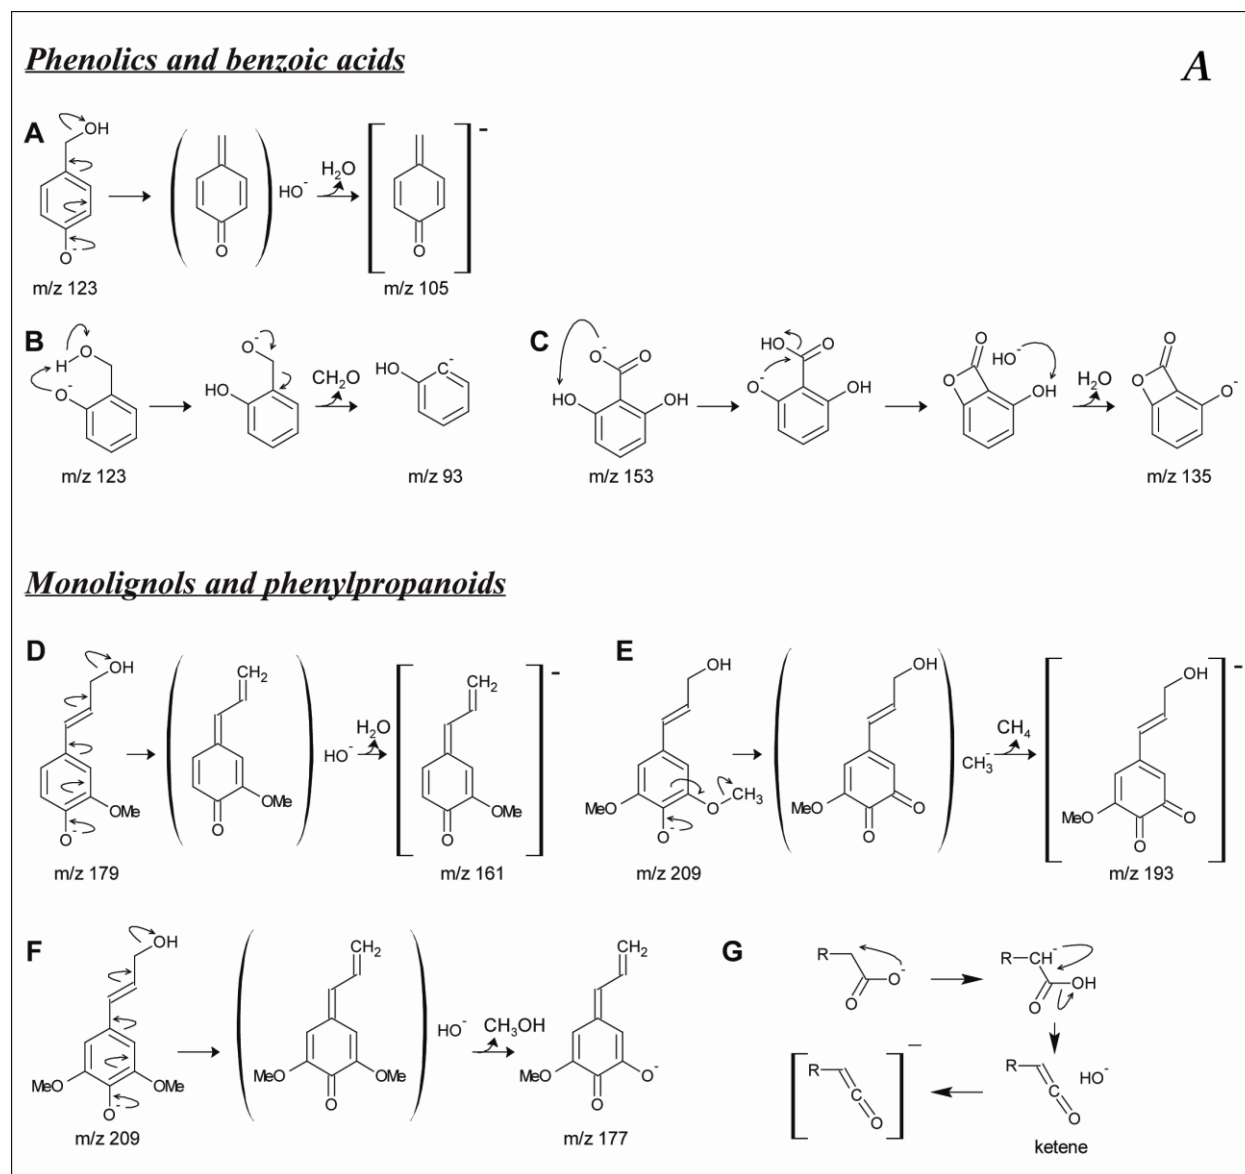 Phenolics and benzoic acids
A
A
OH
O-
m/z 123
O
HO-
H2O
O
m/z 105
-
B
H
O
O-
m/z 123
O-
HO
CH2O
HO
C-
m/z 93
C
O-
O
HO
OH
m/z 153
HO
O
O-
OH
O
O
HO-
OH
H2O
O
O
O-
m/z 135
Monolignols and phenylpropanoids
D
OH
OMe
O-
m/z 179
CH2
OMe
O
HO-
H2O
CH2
OMe
O
m/z 161
-
E
OH
MeO
O
CH3
O-
m/z 209
OH
MeO
O
O
CH3-
CH4
OH
MeO
O
O
m/z 193
-
F
OH
MeO
OMe
O-
m/z 209
CH2
MeO
OMe
O
HO-
CH3OH
CH2
MeO
O-
O
m/z 177
G
R
O-
O
R
CH-
OH
O
R
C
O
HO-
ketene
R
C
O
-